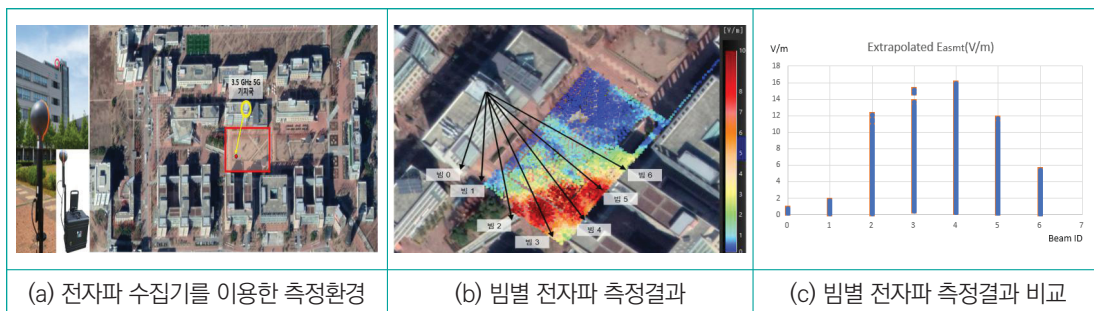 3.5 GHz 5G
기지국
[V/m]
10
9
8
7
6
5
4
3
2
1
0
빔 0
빔 1
빔 2
빔 3
빔 4
빔 5
빔 6
Extrapolated Easmt(V/m)
V/m
18
16
14
12
10
8
6
4
2
0
0 1 2 3 4 5 6 7
Beam ID
(a) 전자파 수집기를 이용한 측정환경
(b) 빔별 전자파 측정결과
(c) 빔별 전자파 측정결과 비교